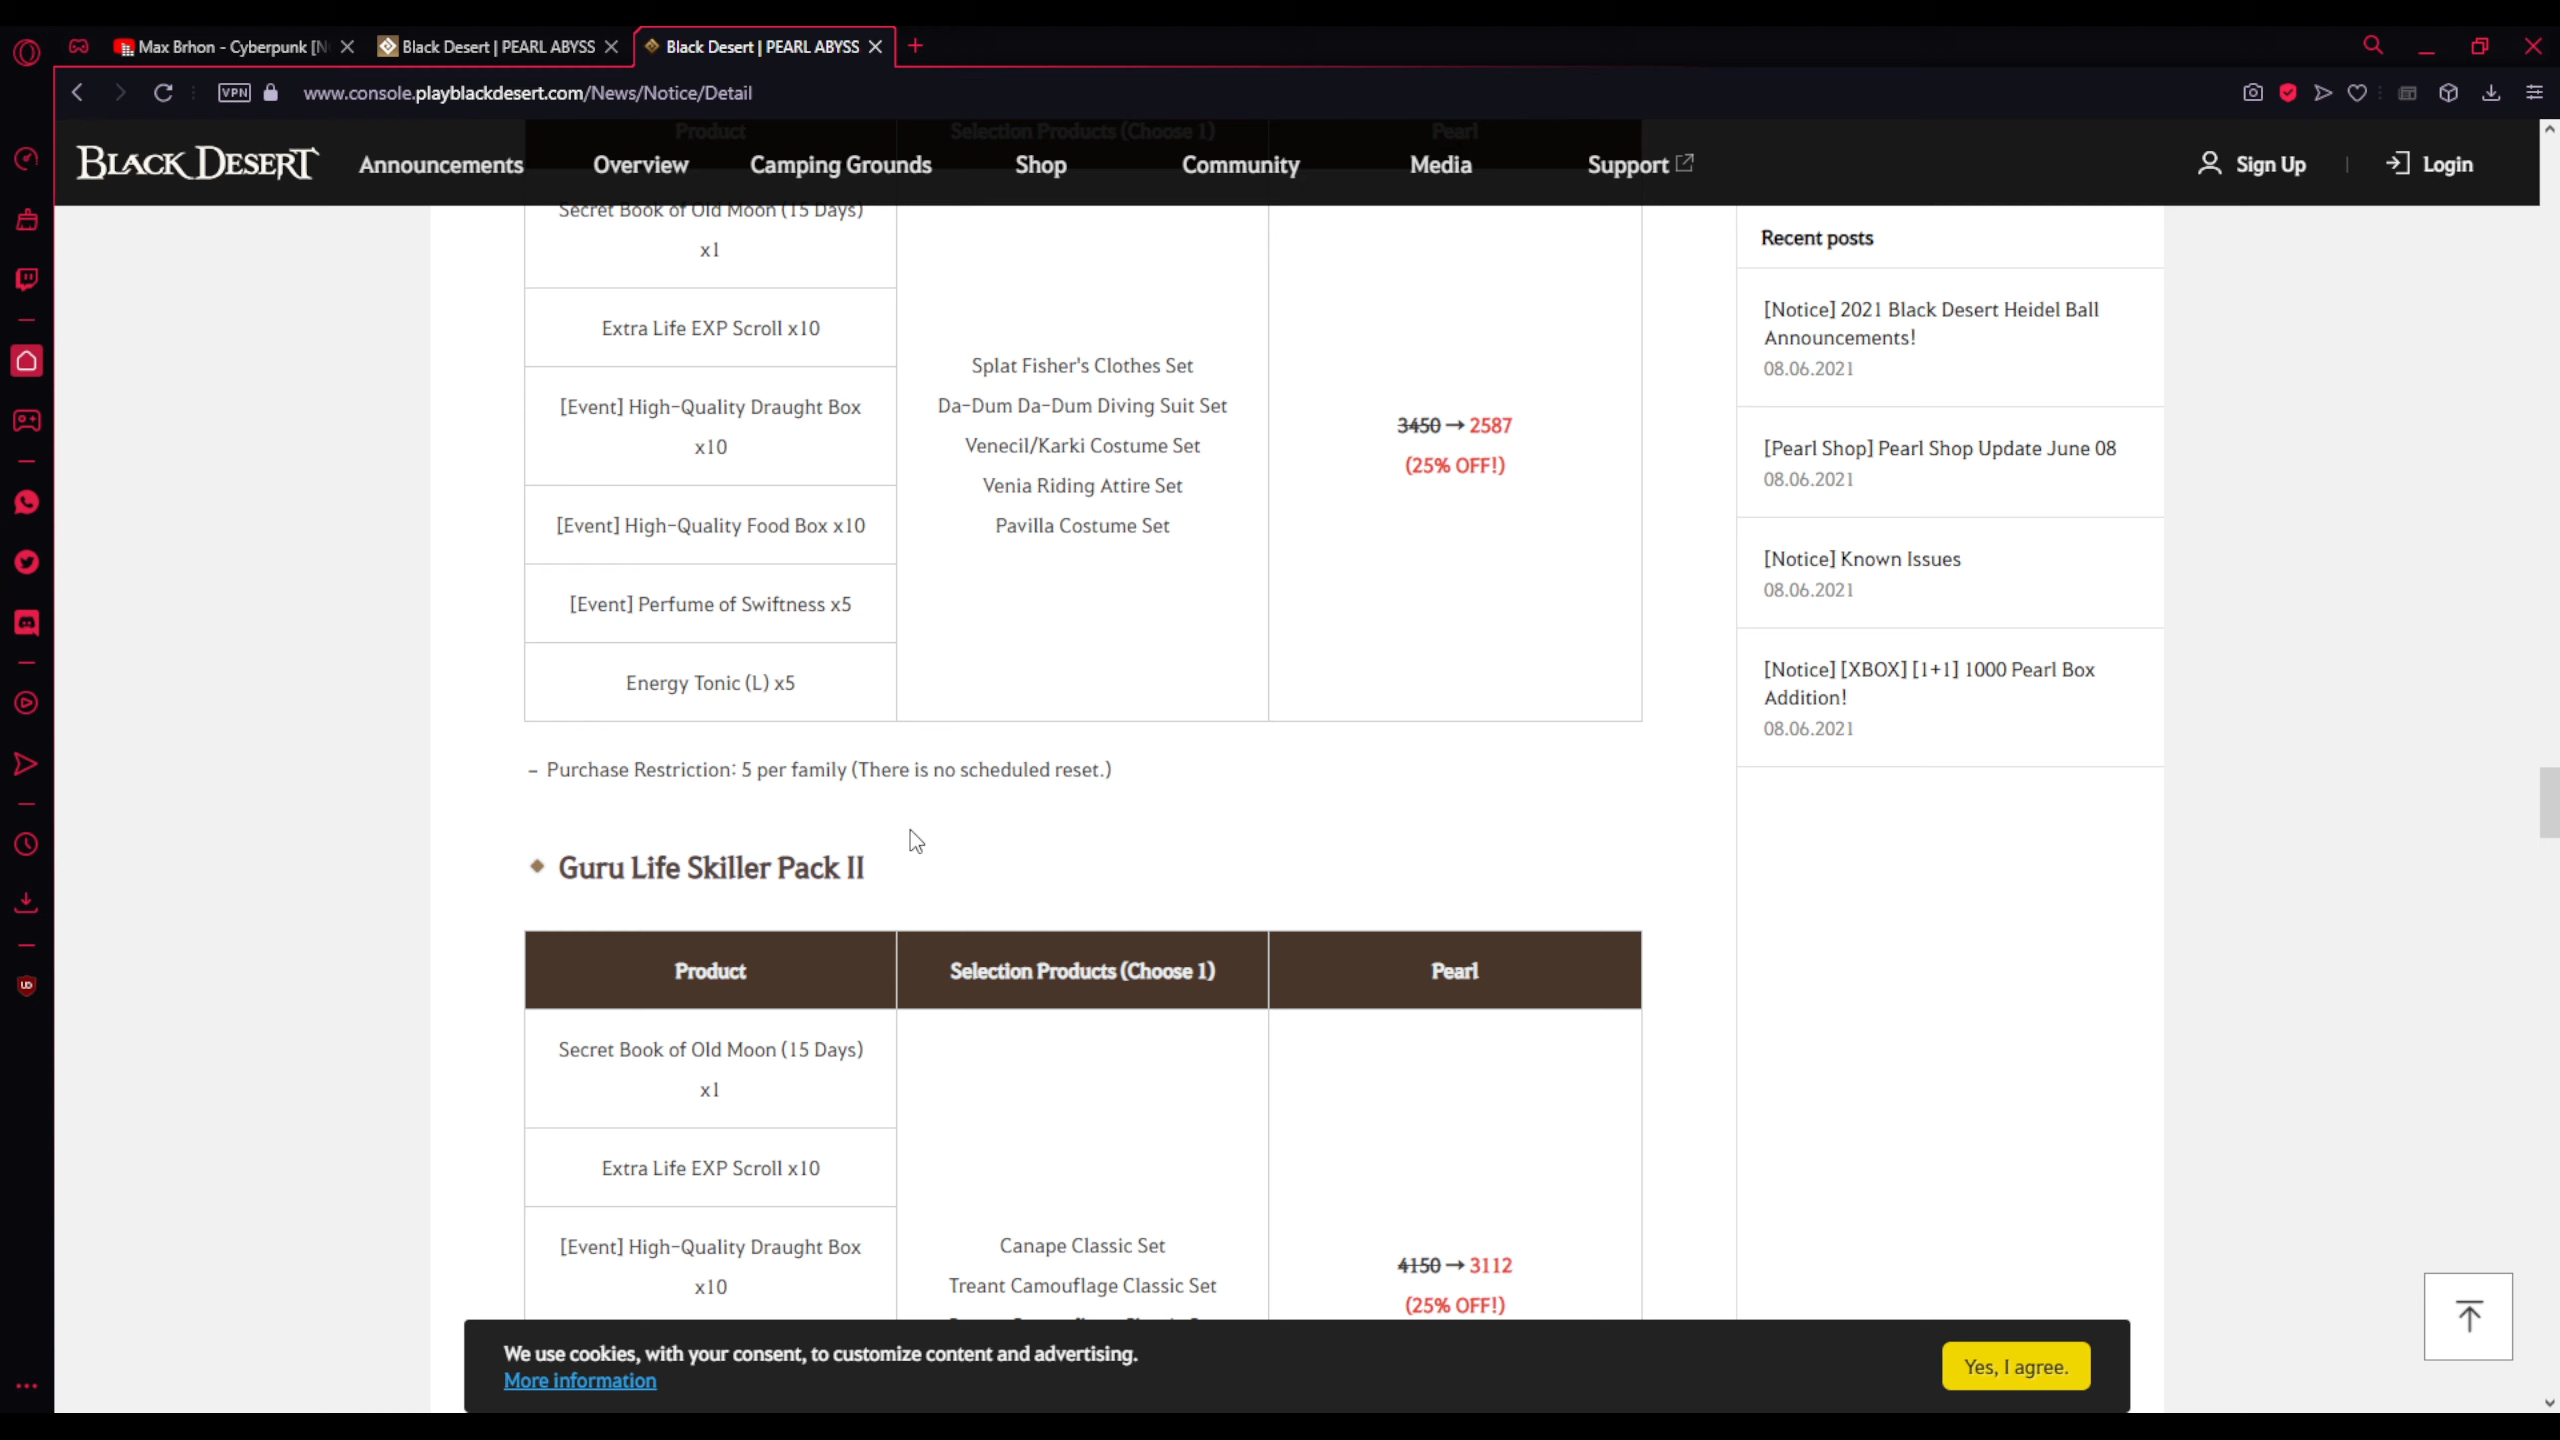 Max Brhon - Cyberpunk [N
Black Desert | PEARL ABYSS
Black Desert | PEARL ABYSS
VPN
www.console.playblackdesert.com/News/Notice/Detail
Product
Selection Products (Choose 1)
Pearl
BLACK DESERT
Announcements
Overview
Camping Grounds
Shop
Community
Media
Support
Sign Up
Login
Secret Book of Old Moon (15 Days)
x1
Extra Life EXP Scroll x10
[Event] High-Quality Draught Box
x10
[Event] High-Quality Food Box x10
[Event] Perfume of Swiftness x5
Energy Tonic (L) x5
Splat Fisher's Clothes Set
Da-Dum Da-Dum Diving Suit Set
Venecil/Karki Costume Set
Venia Riding Attire Set
Pavilla Costume Set
3450 → 2587
(25% OFF!)
– Purchase Restriction: 5 per family (There is no scheduled reset.)
Guru Life Skiller Pack II
Product
Selection Products (Choose 1)
Pearl
Secret Book of Old Moon (15 Days)
x1
Extra Life EXP Scroll x10
[Event] High-Quality Draught Box
x10
Canape Classic Set
Treant Camouflage Classic Set
4150 → 3112
(25% OFF!)
Recent posts
[Notice] 2021 Black Desert Heidel Ball
Announcements!
08.06.2021
[Pearl Shop] Pearl Shop Update June 08
08.06.2021
[Notice] Known Issues
08.06.2021
[Notice] [XBOX] [1+1] 1000 Pearl Box
Addition!
08.06.2021
We use cookies, with your consent, to customize content and advertising.
More information
Yes, I agree.